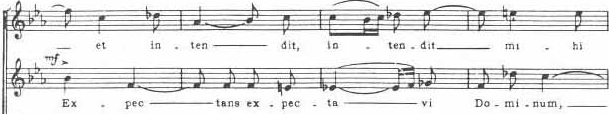 et in - ten - dit, in - ten - dit mi - hi
mf
Ex - pec - tans ex - pec - ta - vi Do - mi - num,